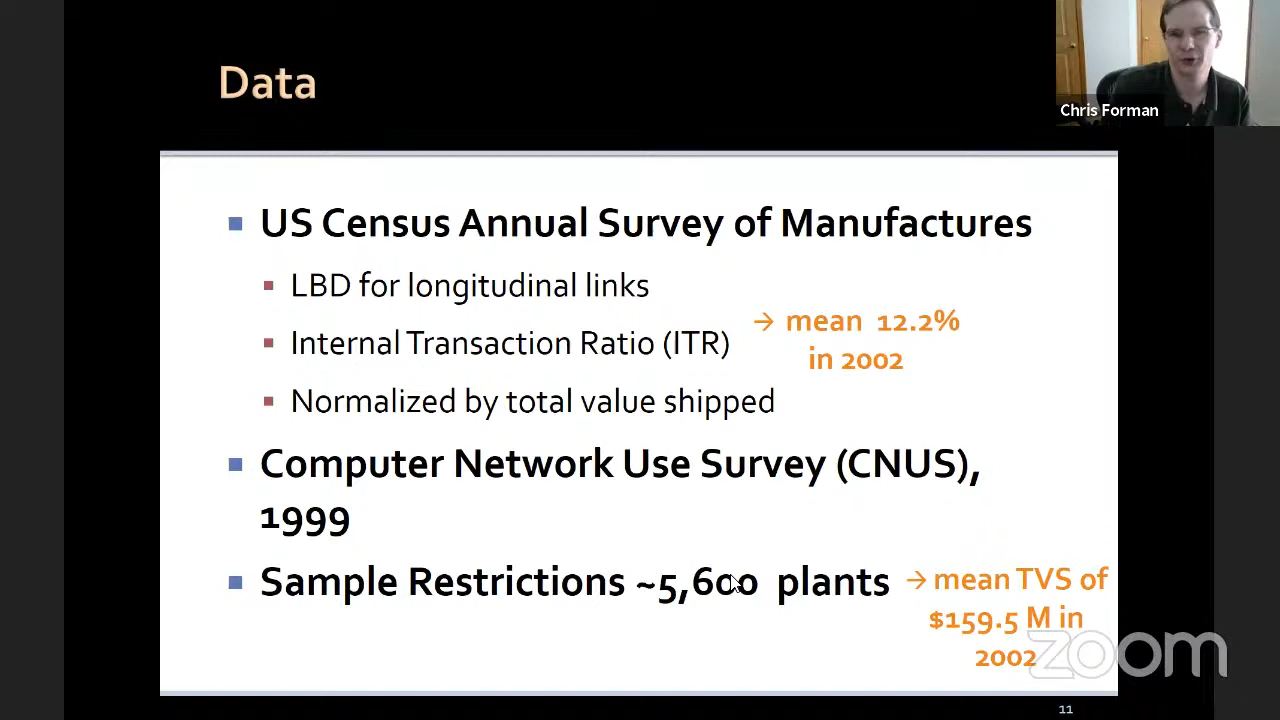 Data
Chris Forman
US Census Annual Survey of Manufactures
LBD for longitudinal links
Internal Transaction Ratio (ITR)
→ mean 12.2%
in 2002
Normalized by total value shipped
Computer Network Use Survey (CNUS),
1999
Sample Restrictions ~5,600 plants
→ mean TVS of
$159.5 M in
2002
zoom
11